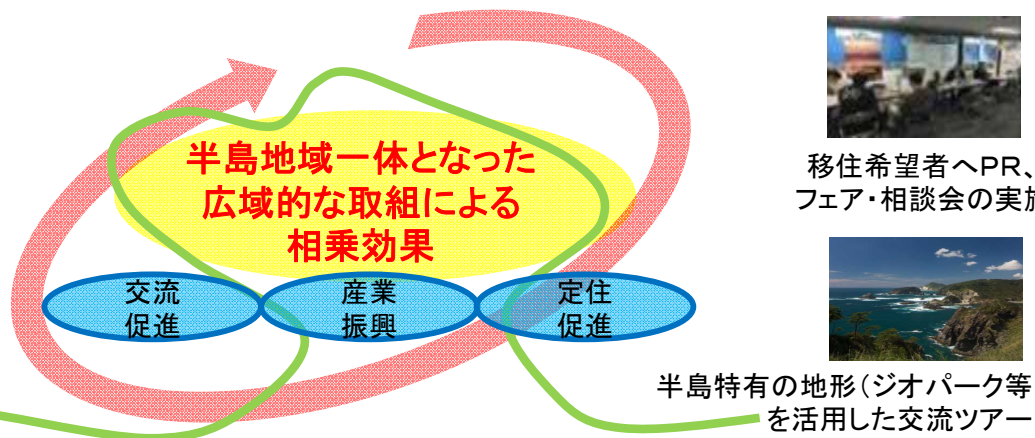 半島地域一体となった
広域的な取組による
相乗効果
交流
促進
産業
振興
定住
促進
移住希望者へPR、
フェア・相談会の実施
半島特有の地形(ジオパーク等
を活用した交流ツアー